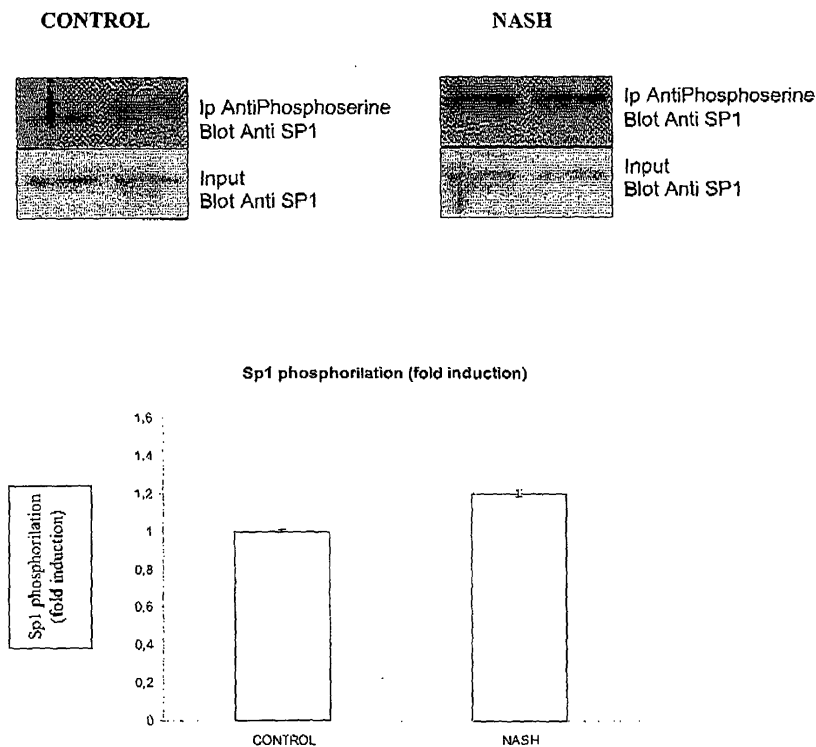 CONTROL
NASH
Ip AntiPhosphoserine
Blot Anti SP1
Input
Blot Anti SP1
Ip AntiPhosphoserine
Blot Anti SP1
Input
Blot Anti SP1
Sp1 phosphorilation (fold induction)
Sp1 phosphorilation
(fold induction)
1,6
1,4
1,2
1
0,8
0,6
0,4
0,2
0
CONTROL
NASH